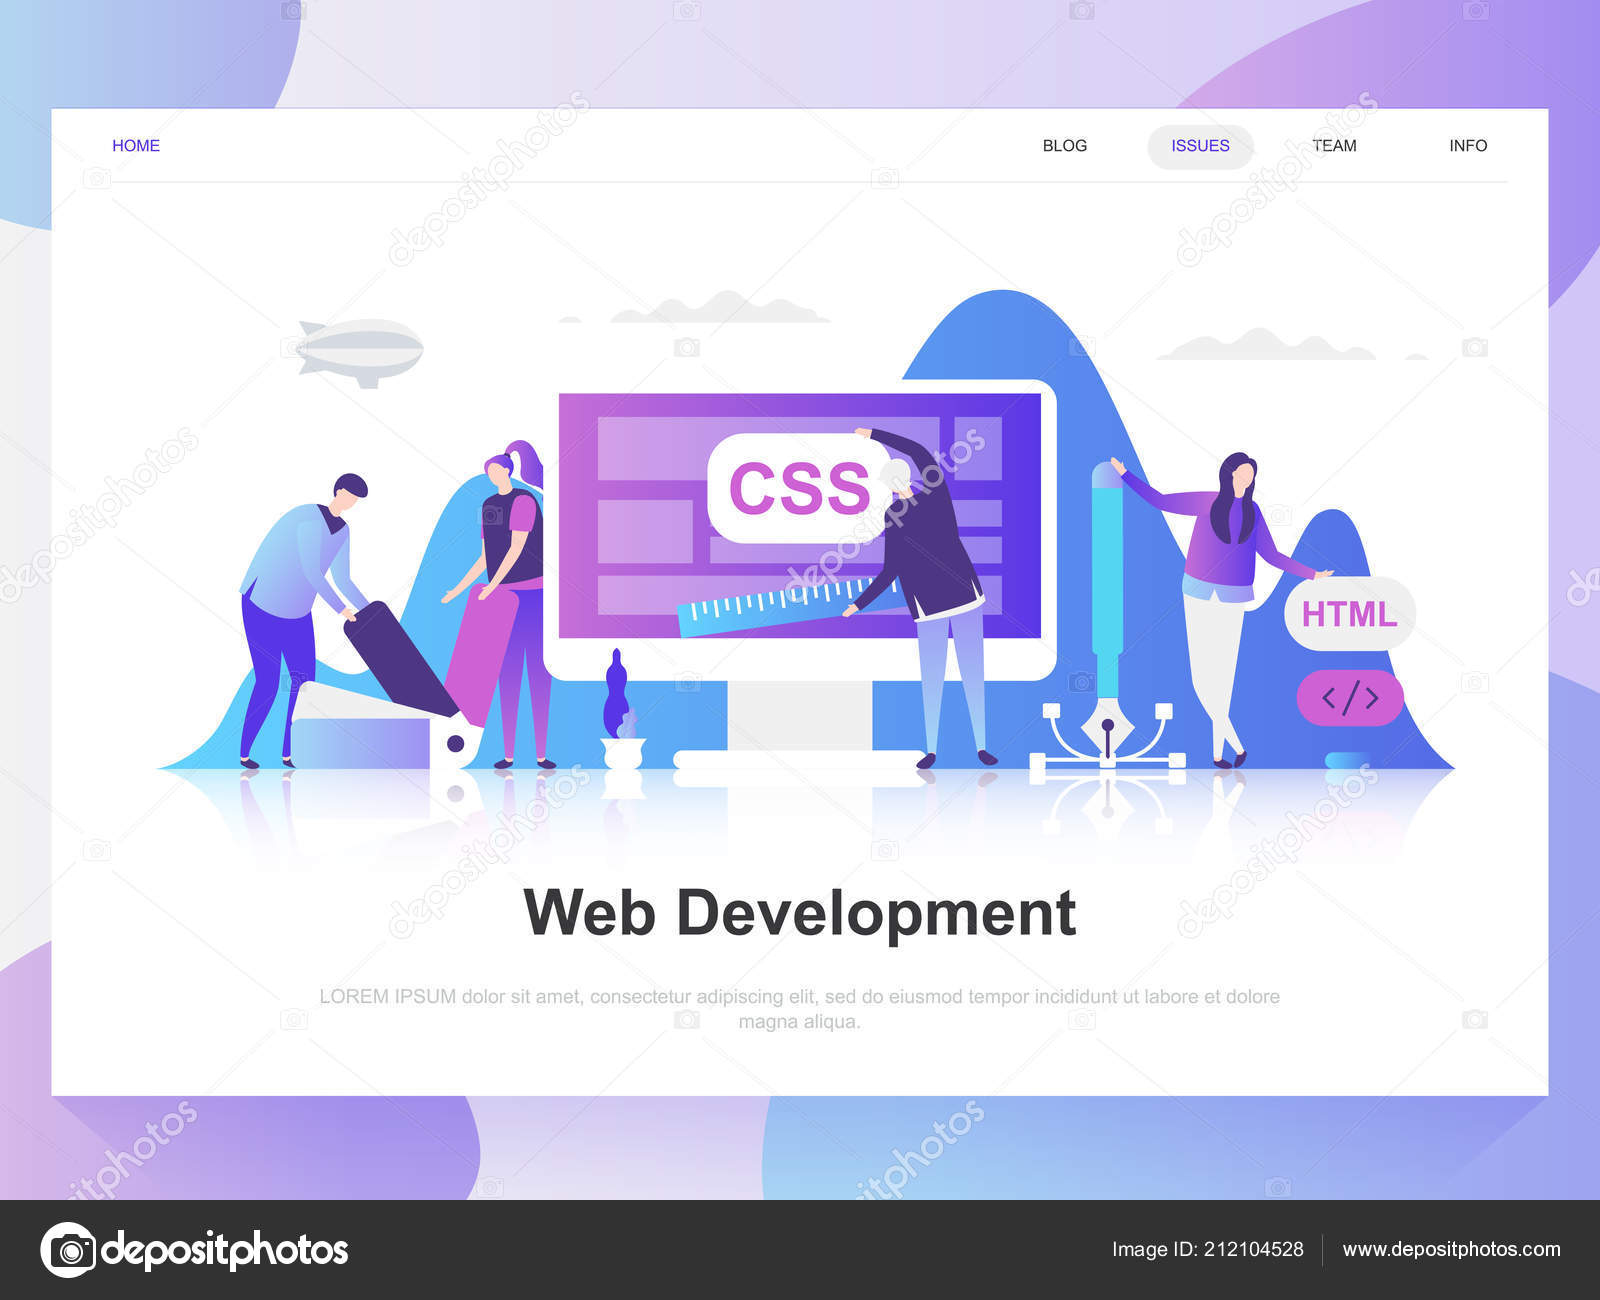 HOME
BLOG
ISSUES
TEAM
INFO
CSS
HTML
</>
Web Development
LOREM IPSUM dolor sit amet, consectetur adipiscing elit, sed do eiusmod tempor incididunt ut labore et dolore
magna aliqua.
depositphotos
Image ID: 212104528
www.depositphotos.com